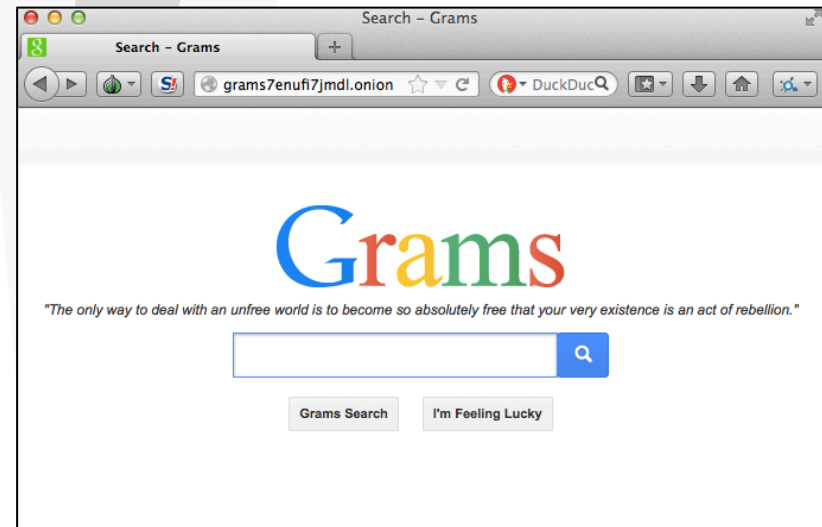 Search – Grams
8 Search – Grams +
S! grams7enufi7jmdl.onion DuckDuc
Grams
"The only way to deal with an unfree world is to become so absolutely free that your very existence is an act of rebellion."
Grams Search I'm Feeling Lucky